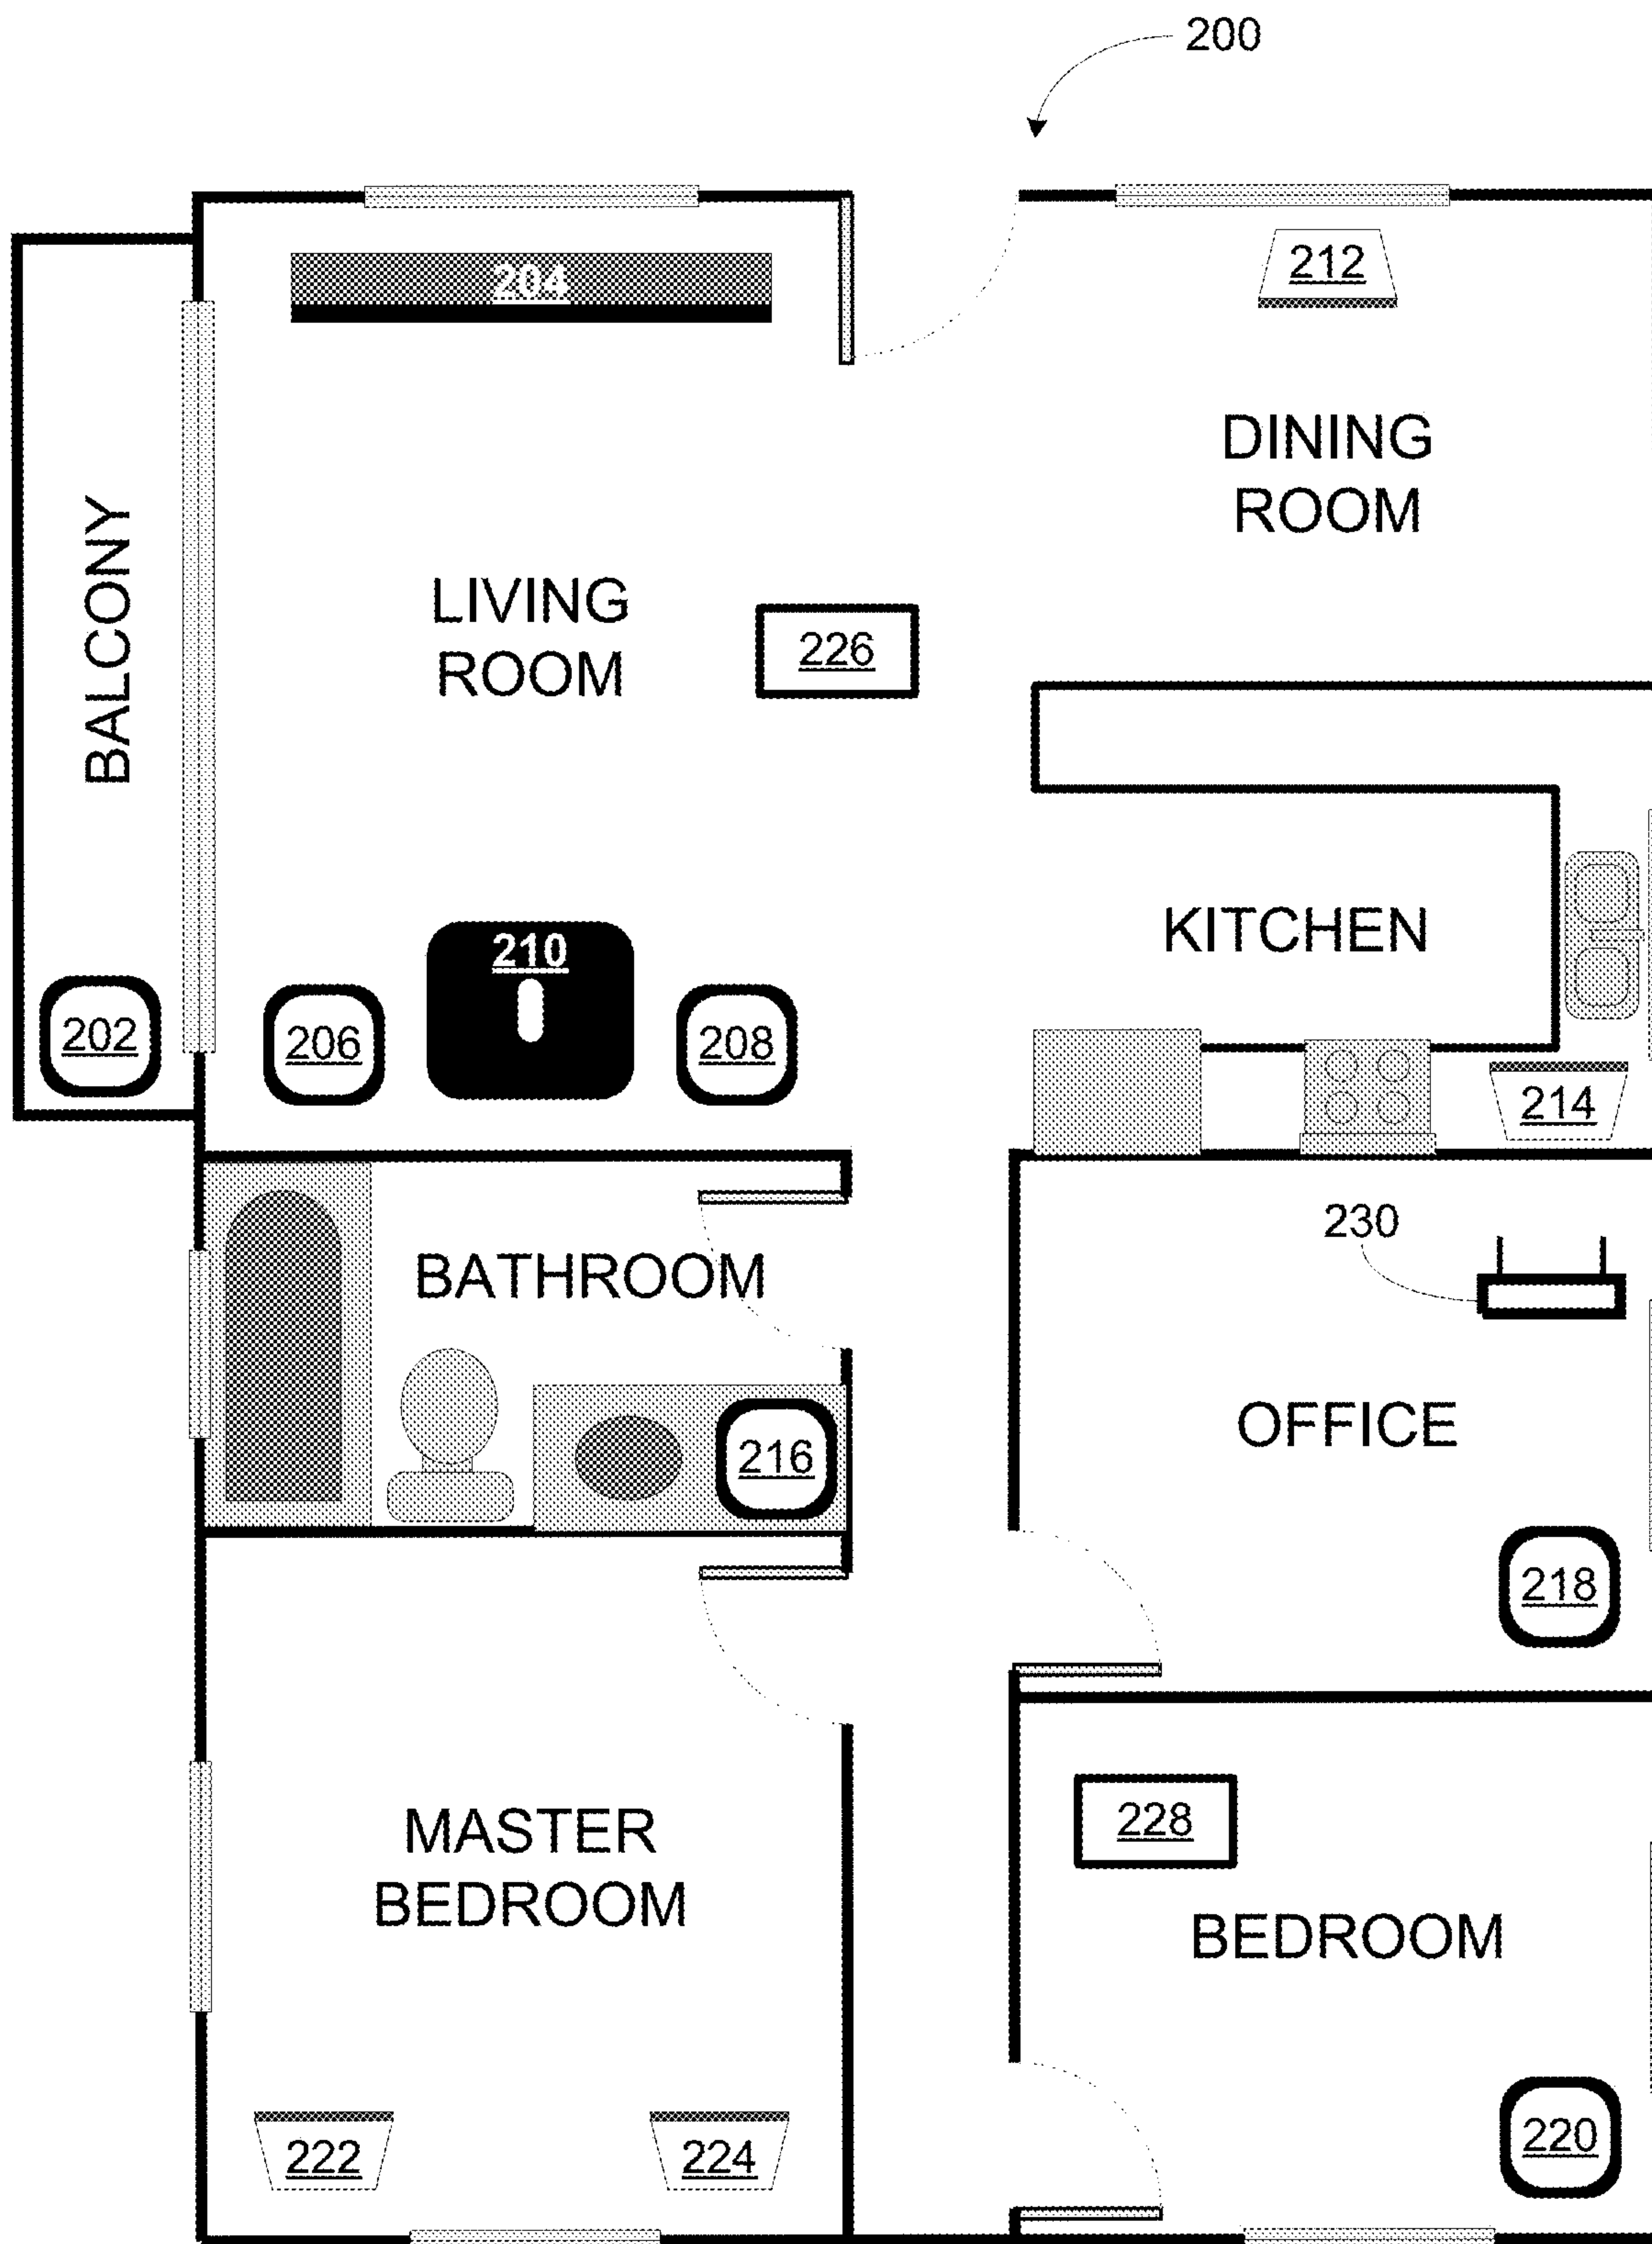 200
204
212
DINING
ROOM
BALCONY
LIVING
ROOM
226
210
KITCHEN
202
206
208
214
230
BATHROOM
OFFICE
216
218
MASTER
BEDROOM
228
BEDROOM
222
224
220